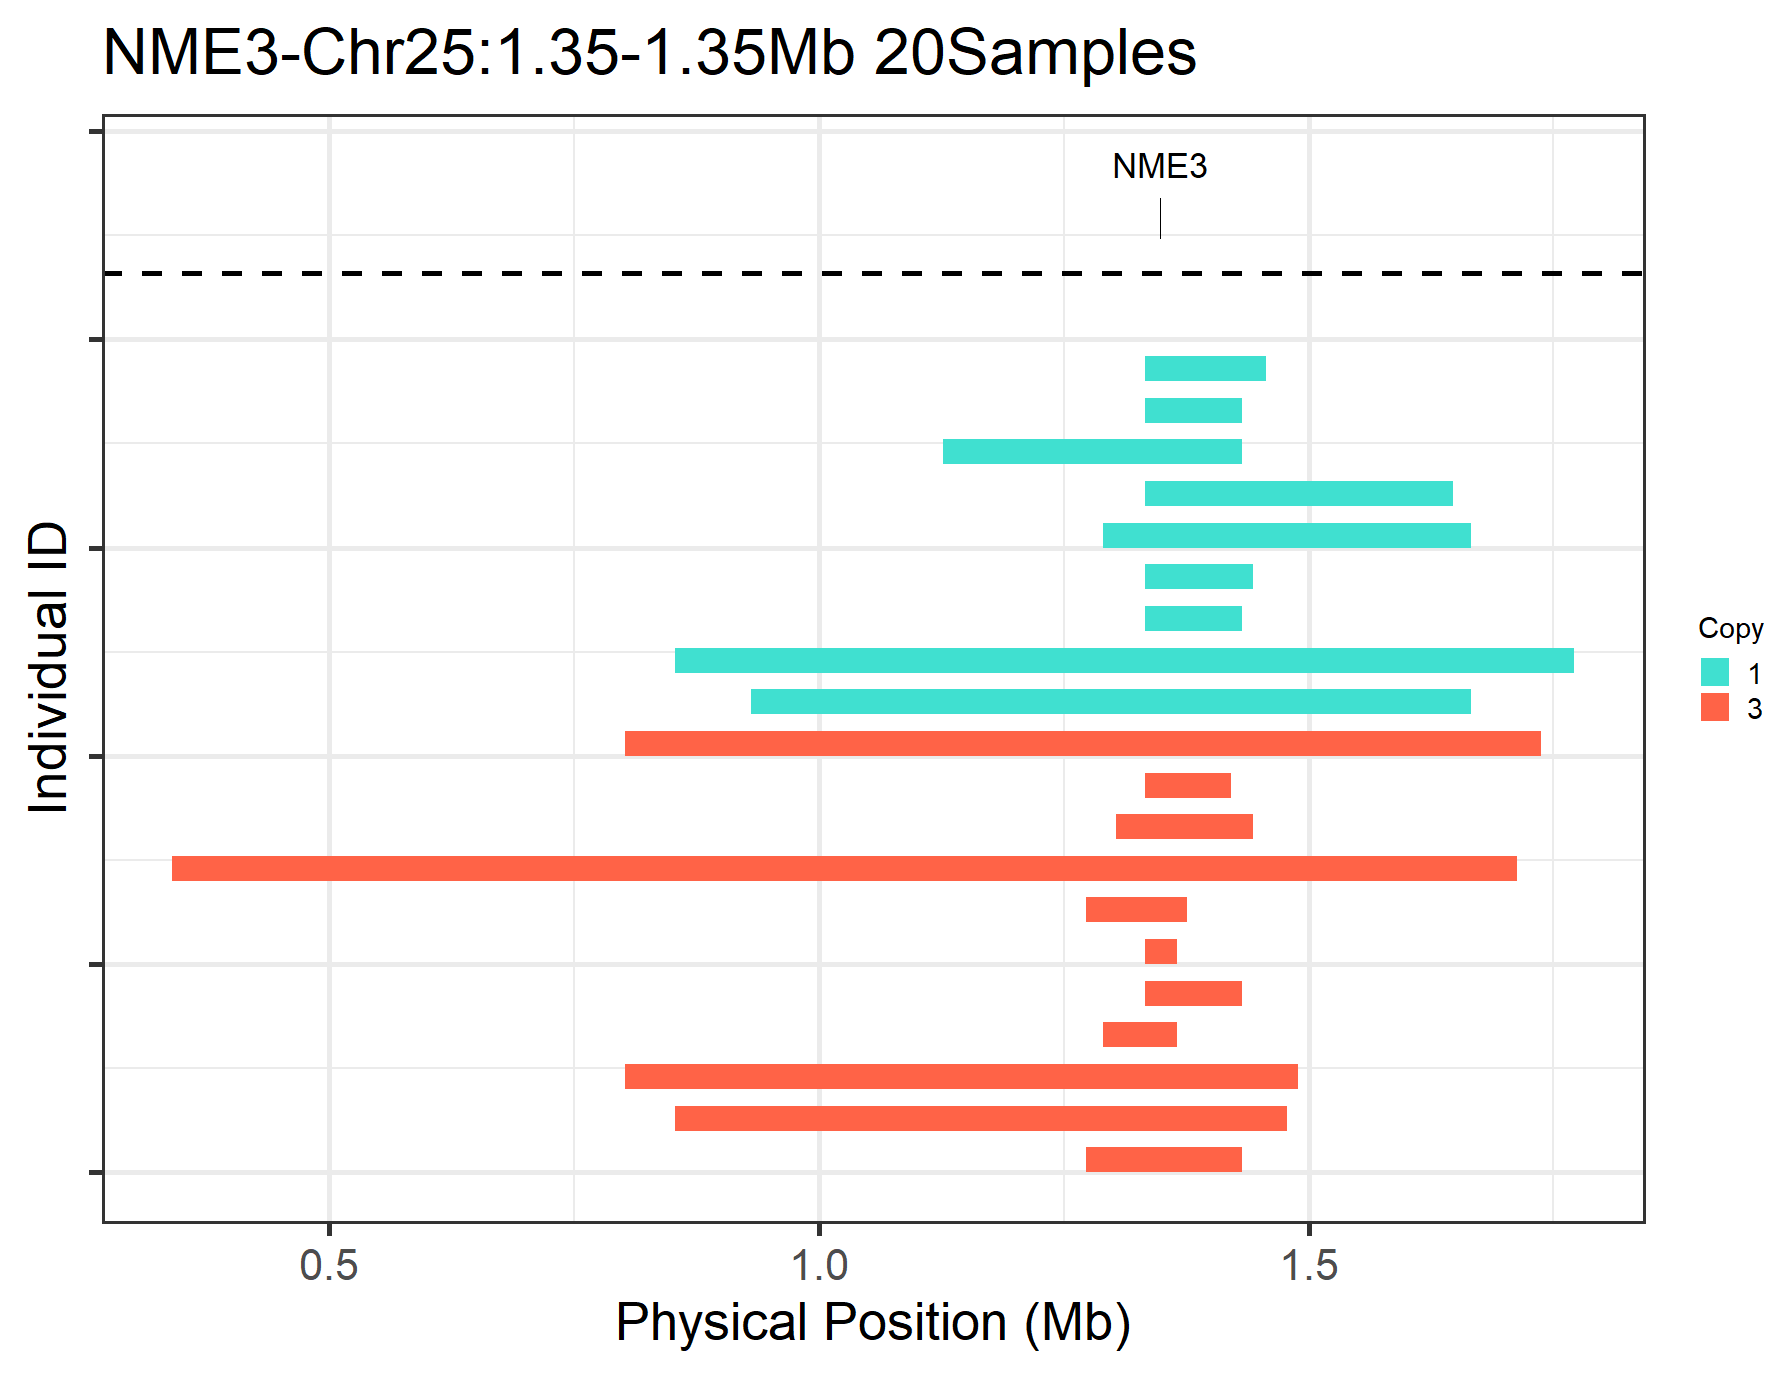 NME3-Chr25:1.35-1.35Mb 20Samples
NME3
Individual ID
Copy
1
3
0.5 1.0 1.5
Physical Position (Mb)